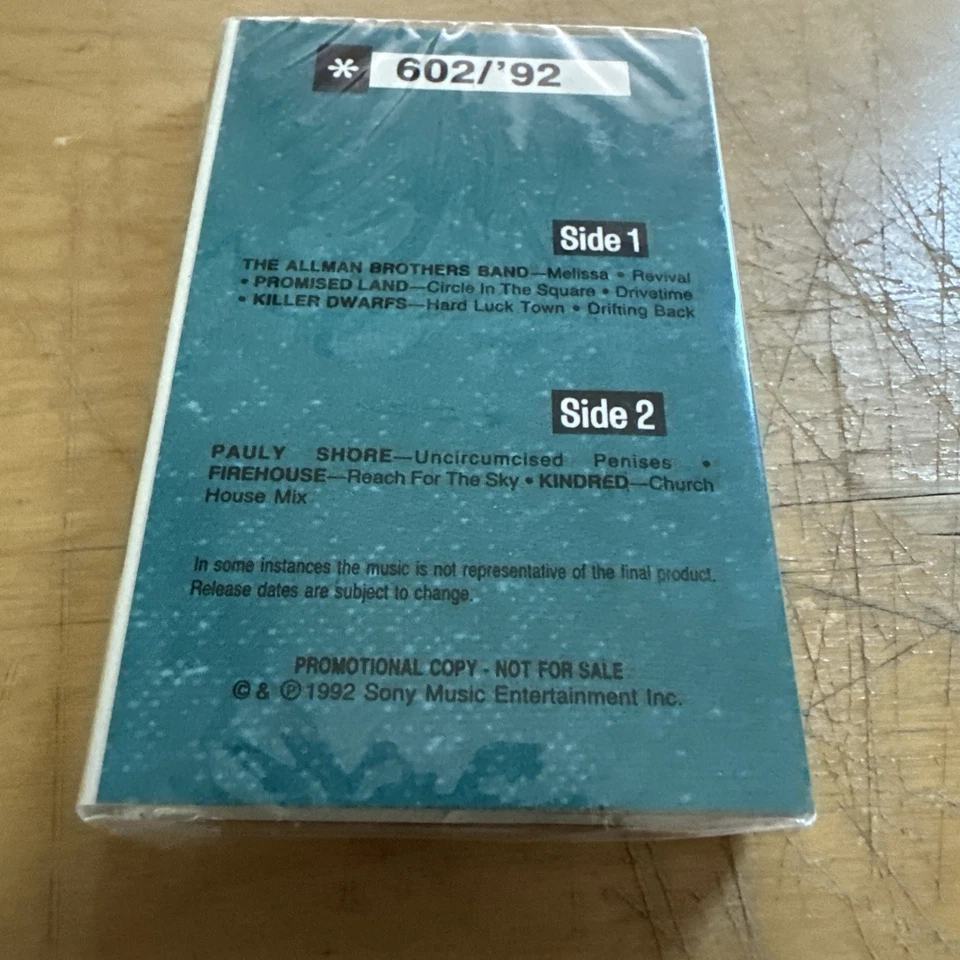 * 602/'92
Side 1
THE ALLMAN BROTHERS BAND—Melissa • Revival
• PROMISED LAND—Circle In The Square • Drivetime
• KILLER DWARFS—Hard Luck Town • Drifting Back
Side 2
PAULY SHORE—Uncircumcised Penises •
FIREHOUSE—Reach For The Sky • KINDRED—Church
House Mix
In some instances the music is not representative of the final product.
Release dates are subject to change.
PROMOTIONAL COPY - NOT FOR SALE
© & ℗ 1992 Sony Music Entertainment Inc.